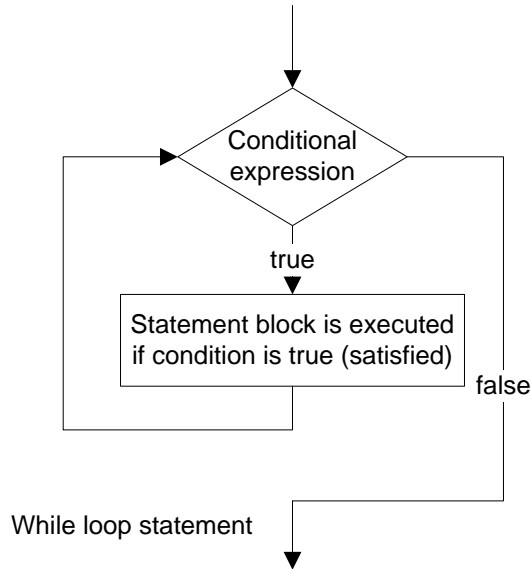 Conditional
expression
true
Statement block is executed
if condition is true (satisfied)
false
While loop statement